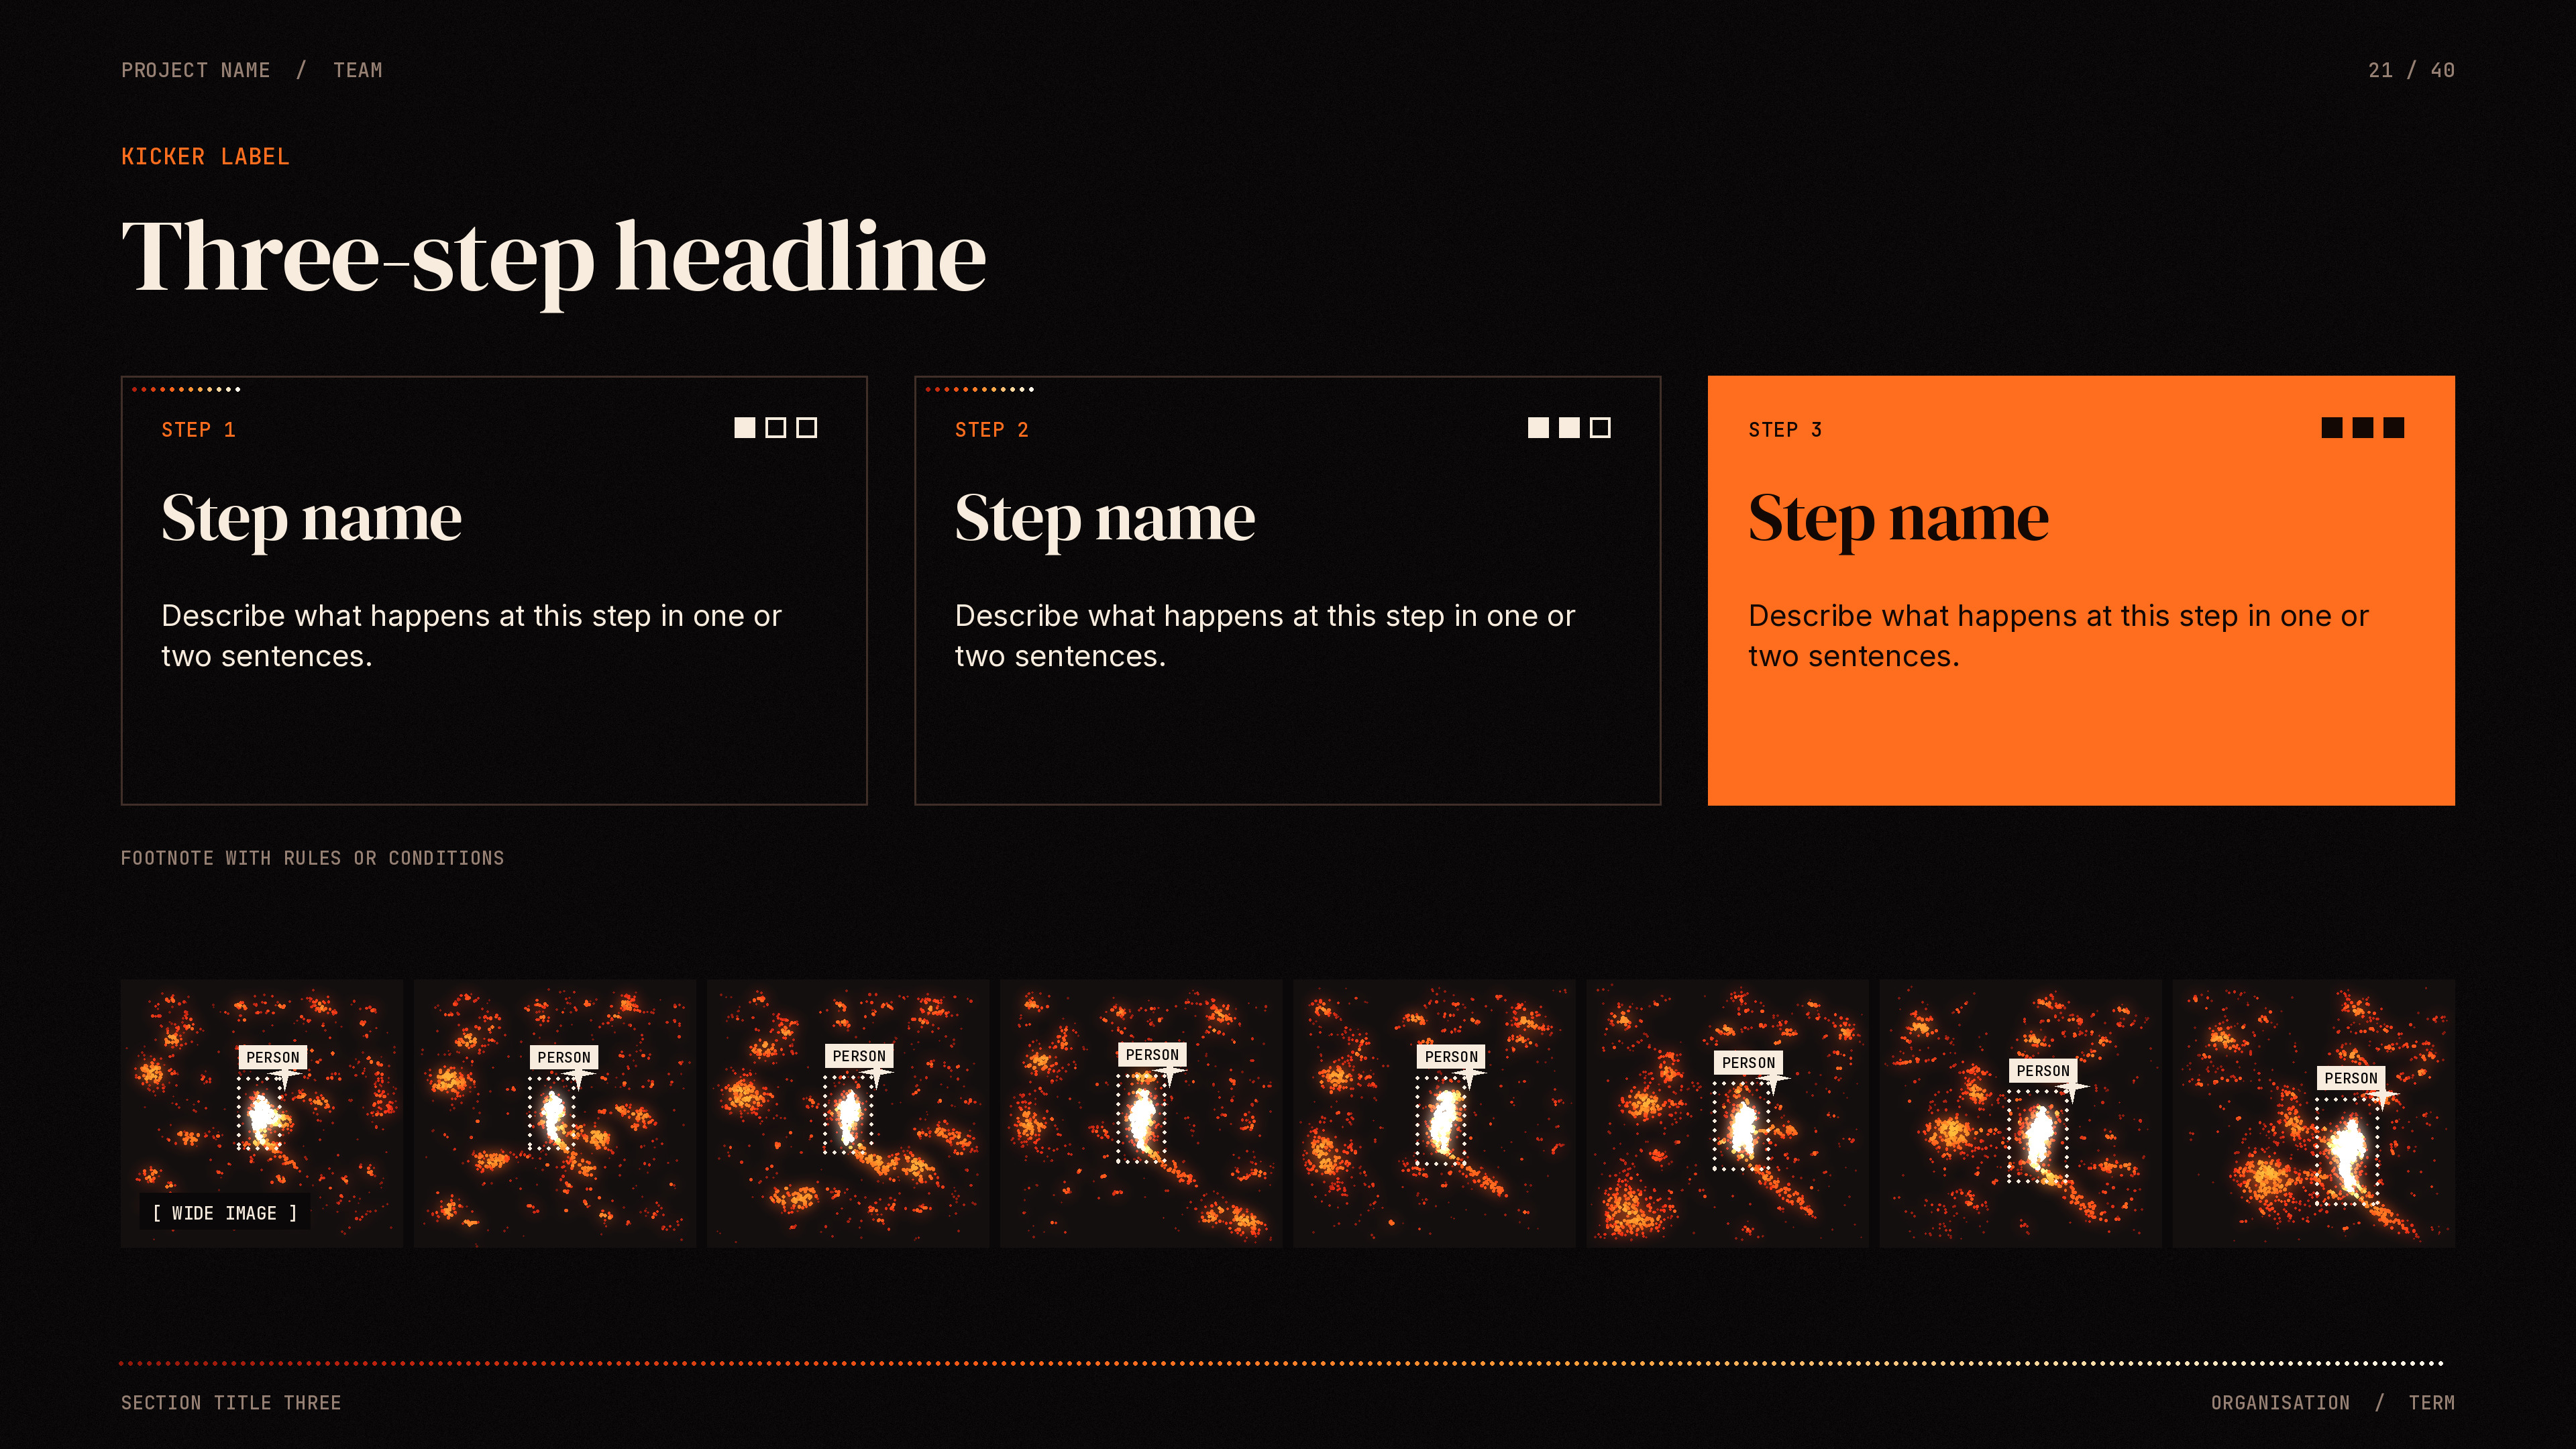 PROJECT NAME / TEAM
21 / 40
KICKER LABEL
Three-step headline
STEP 1
Step name
Describe what happens at this step in one or
two sentences.
STEP 2
Step name
Describe what happens at this step in one or
two sentences.
STEP 3
Step name
Describe what happens at this step in one or
two sentences.
FOOTNOTE WITH RULES OR CONDITIONS
PERSON
PERSON
PERSON
PERSON
PERSON
PERSON
PERSON
PERSON
[ WIDE IMAGE ]
SECTION TITLE THREE
ORGANISATION / TERM